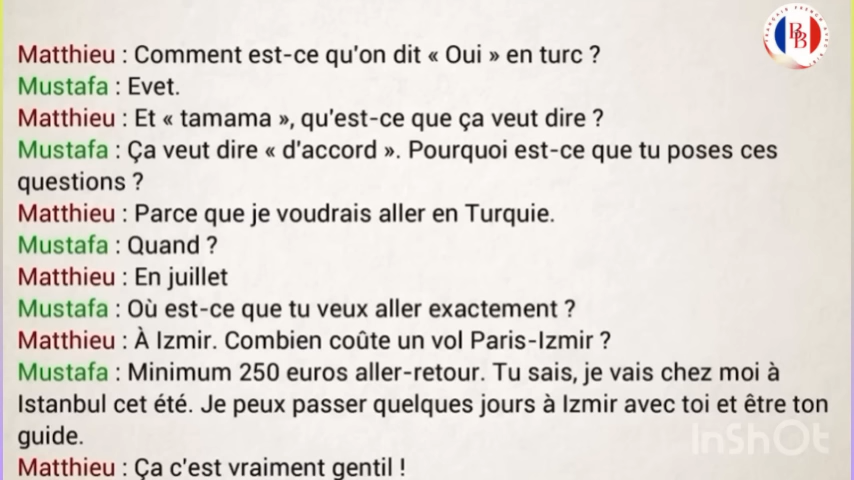 Matthieu : Comment est-ce qu'on dit « Oui » en turc ?
Mustafa : Evet.
Matthieu : Et « tamama », qu'est-ce que ça veut dire ?
Mustafa : Ça veut dire « d'accord ». Pourquoi est-ce que tu poses ces
questions ?
Matthieu : Parce que je voudrais aller en Turquie.
Mustafa : Quand ?
Matthieu : En juillet
Mustafa : Où est-ce que tu veux aller exactement ?
Matthieu : À Izmir. Combien coûte un vol Paris-Izmir ?
Mustafa : Minimum 250 euros aller-retour. Tu sais, je vais chez moi à
Istanbul cet été. Je peux passer quelques jours à Izmir avec toi et être ton
guide.
InShOt
Matthieu : Ça c'est vraiment gentil !